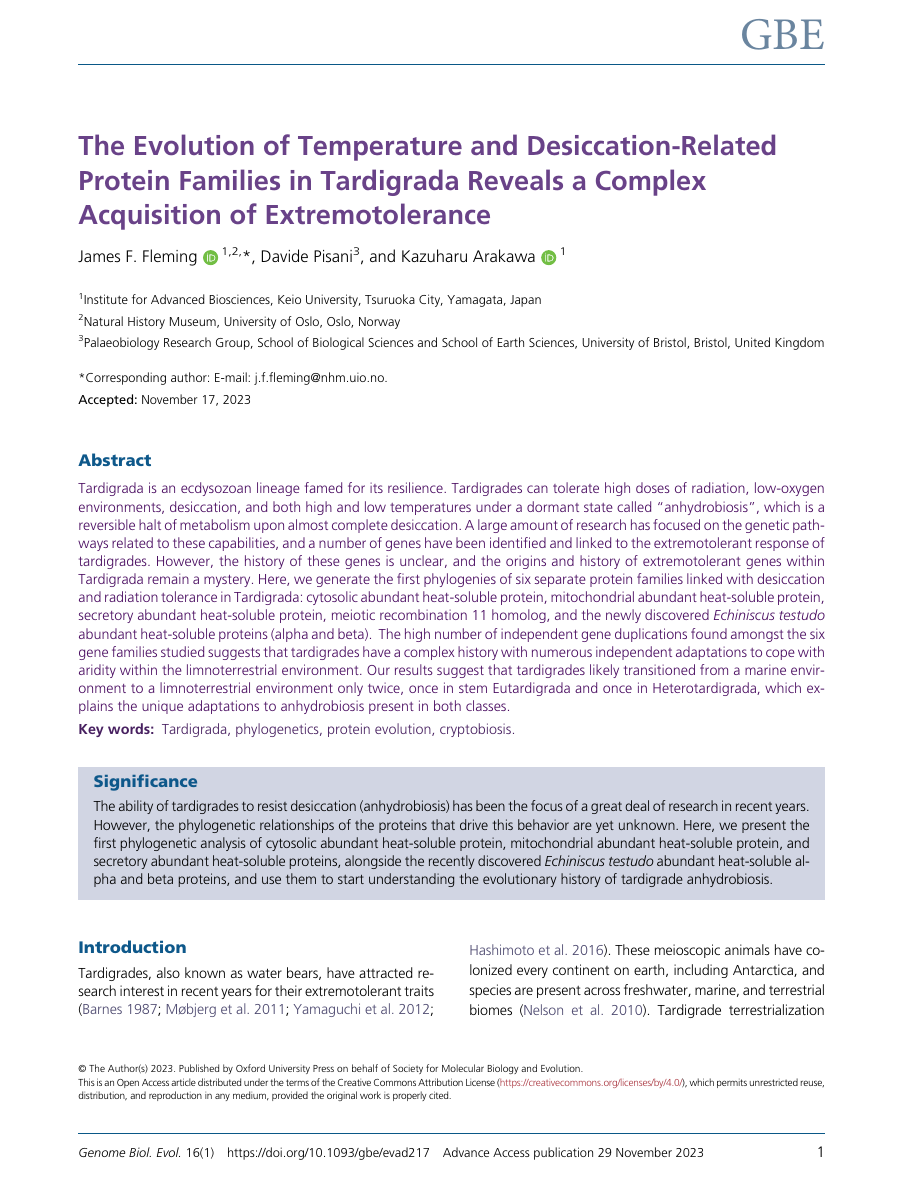 GBE
The Evolution of Temperature and Desiccation-Related
Protein Families in Tardigrada Reveals a Complex
Acquisition of Extremotolerance
James F. Fleming iD 1,2,*, Davide Pisani3, and Kazuharu Arakawa iD 1
1Institute for Advanced Biosciences, Keio University, Tsuruoka City, Yamagata, Japan
2Natural History Museum, University of Oslo, Oslo, Norway
3Palaeobiology Research Group, School of Biological Sciences and School of Earth Sciences, University of Bristol, Bristol, United Kingdom
*Corresponding author: E-mail: j.f.fleming@nhm.uio.no.
Accepted: November 17, 2023
Abstract
Tardigrada is an ecdysozoan lineage famed for its resilience. Tardigrades can tolerate high doses of radiation, low-oxygen
environments, desiccation, and both high and low temperatures under a dormant state called “anhydrobiosis”, which is a
reversible halt of metabolism upon almost complete desiccation. A large amount of research has focused on the genetic path-
ways related to these capabilities, and a number of genes have been identified and linked to the extremotolerant response of
tardigrades. However, the history of these genes is unclear, and the origins and history of extremotolerant genes within
Tardigrada remain a mystery. Here, we generate the first phylogenies of six separate protein families linked with desiccation
and radiation tolerance in Tardigrada: cytosolic abundant heat-soluble protein, mitochondrial abundant heat-soluble protein,
secretory abundant heat-soluble protein, meiotic recombination 11 homolog, and the newly discovered Echiniscus testudo
abundant heat-soluble proteins (alpha and beta). The high number of independent gene duplications found amongst the six
gene families studied suggests that tardigrades have a complex history with numerous independent adaptations to cope with
aridity within the limnoterrestrial environment. Our results suggest that tardigrades likely transitioned from a marine envir-
onment to a limnoterrestrial environment only twice, once in stem Eutardigrada and once in Heterotardigrada, which ex-
plains the unique adaptations to anhydrobiosis present in both classes.
Key words: Tardigrada, phylogenetics, protein evolution, cryptobiosis.
Significance
The ability of tardigrades to resist desiccation (anhydrobiosis) has been the focus of a great deal of research in recent years.
However, the phylogenetic relationships of the proteins that drive this behavior are yet unknown. Here, we present the
first phylogenetic analysis of cytosolic abundant heat-soluble protein, mitochondrial abundant heat-soluble protein, and
secretory abundant heat-soluble proteins, alongside the recently discovered Echiniscus testudo abundant heat-soluble al-
pha and beta proteins, and use them to start understanding the evolutionary history of tardigrade anhydrobiosis.
Introduction
Tardigrades, also known as water bears, have attracted re-
search interest in recent years for their extremotolerant traits
(Barnes 1987; Møbjerg et al. 2011; Yamaguchi et al. 2012;
Hashimoto et al. 2016). These meioscopic animals have co-
lonized every continent on earth, including Antarctica, and
species are present across freshwater, marine, and terrestrial
biomes (Nelson et al. 2010). Tardigrade terrestrialization
© The Author(s) 2023. Published by Oxford University Press on behalf of Society for Molecular Biology and Evolution.
This is an Open Access article distributed under the terms of the Creative Commons Attribution License (https://creativecommons.org/licenses/by/4.0/), which permits unrestricted reuse,
distribution, and reproduction in any medium, provided the original work is properly cited.
Genome Biol. Evol. 16(1) https://doi.org/10.1093/gbe/evad217 Advance Access publication 29 November 2023 1